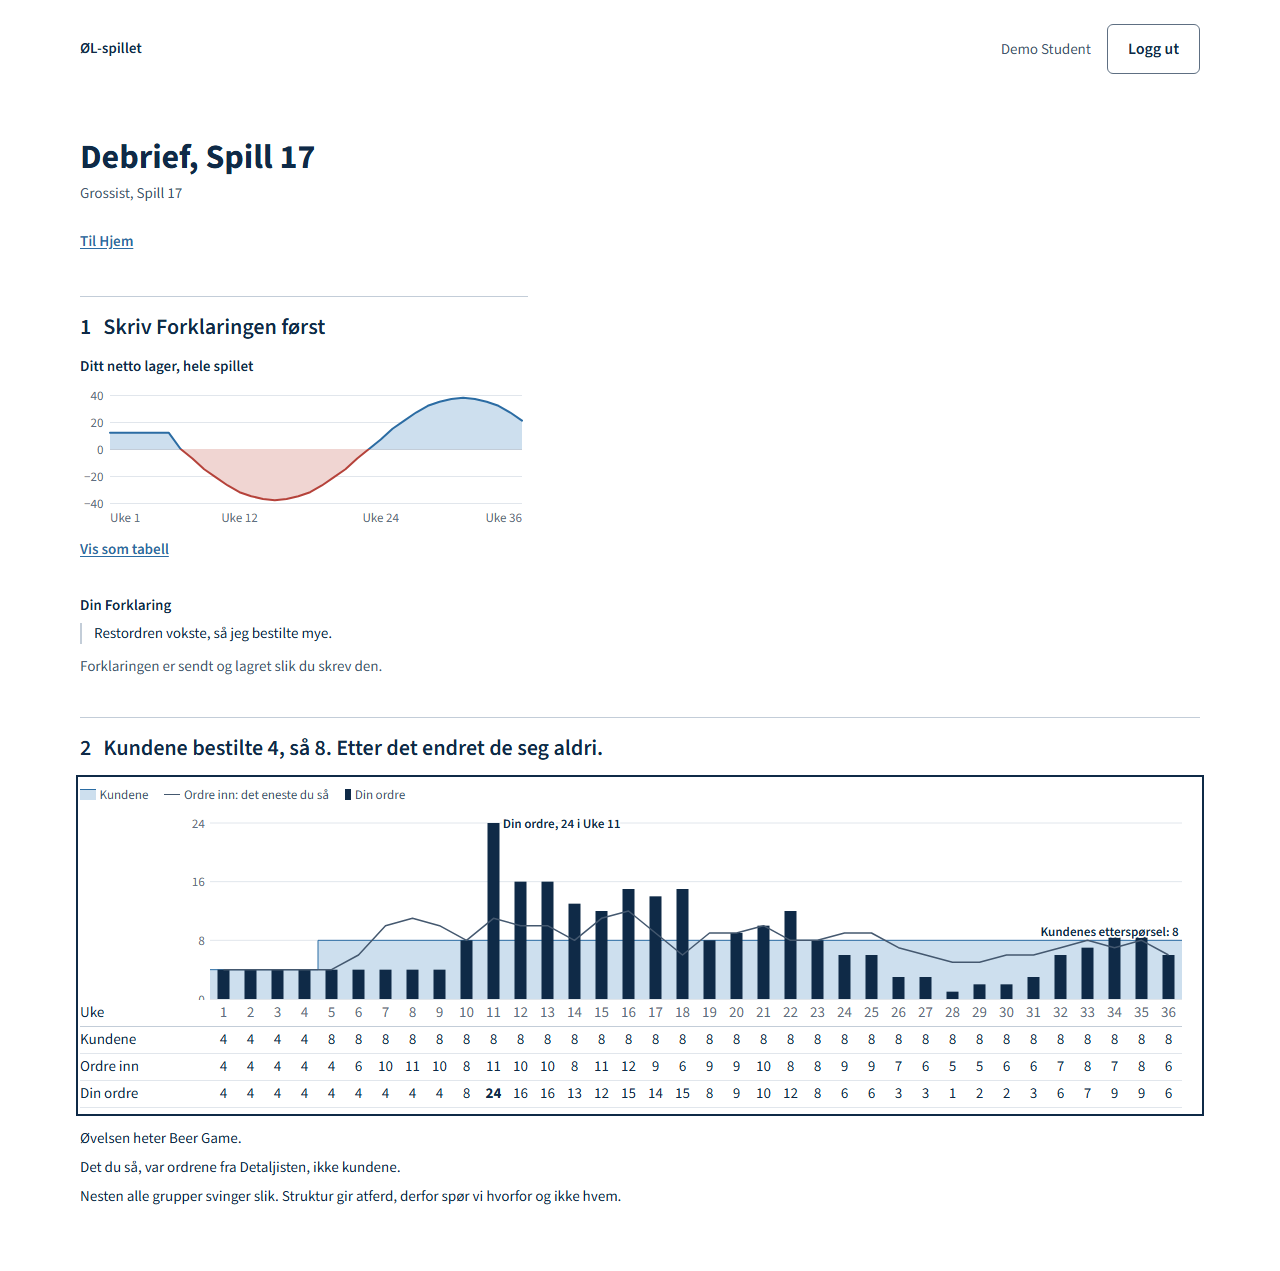 ØL-spillet
Demo Student
Logg ut
Debrief, Spill 17
Grossist, Spill 17
Til Hjem
1 Skriv Forklaringen først
Ditt netto lager, hele spillet
40
20
0
−20
−40
Uke 1 Uke 12 Uke 24 Uke 36
Vis som tabell
Din Forklaring
Restordren vokste, så jeg bestilte mye.
Forklaringen er sendt og lagret slik du skrev den.
2 Kundene bestilte 4, så 8. Etter det endret de seg aldri.
Kundene Ordre inn: det eneste du så Din ordre
24
Din ordre, 24 i Uke 11
16
Kundenes etterspørsel: 8
8
0
Uke 1 2 3 4 5 6 7 8 9 10 11 12 13 14 15 16 17 18 19 20 21 22 23 24 25 26 27 28 29 30 31 32 33 34 35 36
Kundene 4 4 4 4 8 8 8 8 8 8 8 8 8 8 8 8 8 8 8 8 8 8 8 8 8 8 8 8 8 8 8 8 8 8 8 8
Ordre inn 4 4 4 4 4 6 10 11 10 8 11 10 10 8 11 12 9 6 9 9 10 8 8 9 9 7 6 5 5 6 6 7 8 7 8 6
Din ordre 4 4 4 4 4 4 4 4 4 8 24 16 16 13 12 15 14 15 8 9 10 12 8 6 6 3 3 1 2 2 3 6 7 9 9 6
Øvelsen heter Beer Game.
Det du så, var ordrene fra Detaljisten, ikke kundene.
Nesten alle grupper svinger slik. Struktur gir atferd, derfor spør vi hvorfor og ikke hvem.